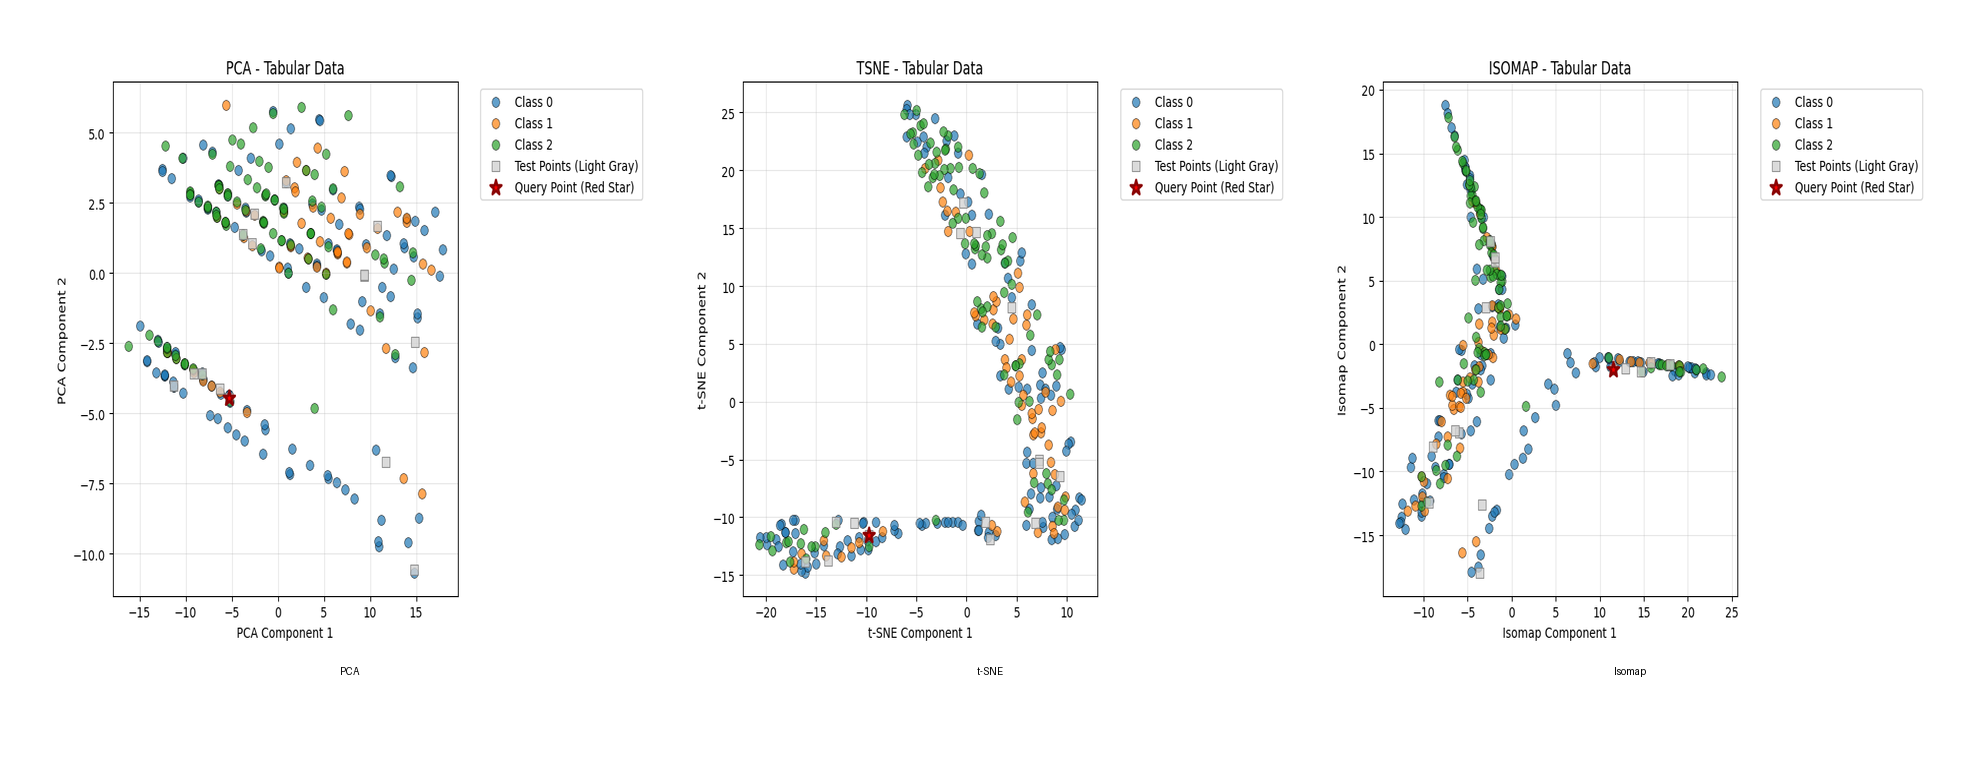 PCA - Tabular Data
5.0
2.5
0.0
−2.5
−5.0
−7.5
−10.0
PCA Component 2
−15 −10 −5 0 5 10 15
PCA Component 1
Class 0
Class 1
Class 2
Test Points (Light Gray)
Query Point (Red Star)
PCA
TSNE - Tabular Data
25
20
15
10
5
0
−5
−10
−15
t-SNE Component 2
−20 −15 −10 −5 0 5 10
t-SNE Component 1
Class 0
Class 1
Class 2
Test Points (Light Gray)
Query Point (Red Star)
t-SNE
ISOMAP - Tabular Data
20
15
10
5
0
−5
−10
−15
Isomap Component 2
−10 −5 0 5 10 15 20 25
Isomap Component 1
Class 0
Class 1
Class 2
Test Points (Light Gray)
Query Point (Red Star)
Isomap